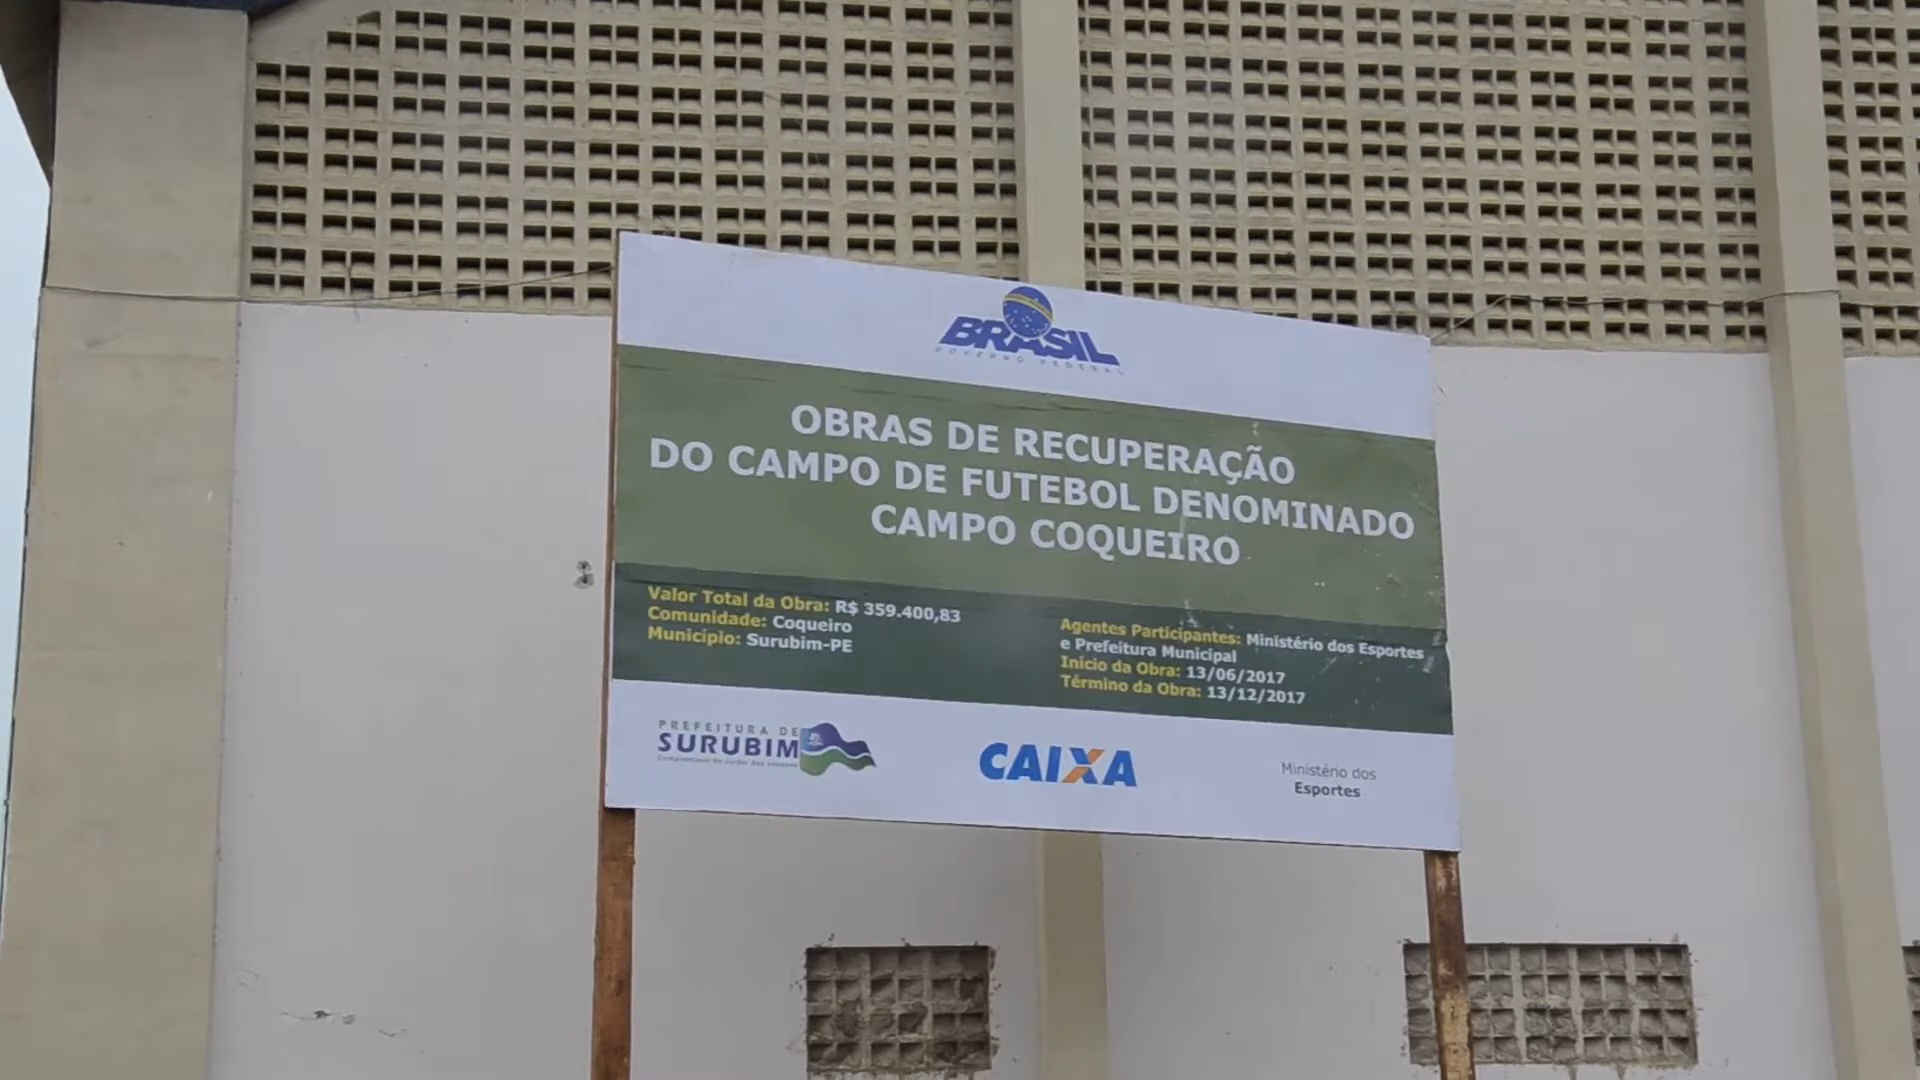 BRASIL
GOVERNO FEDERAL
OBRAS DE RECUPERAÇÃO
DO CAMPO DE FUTEBOL DENOMINADO
CAMPO COQUEIRO
Valor Total da Obra: R$ 359.400,83
Comunidade: Coqueiro
Município: Surubim-PE
Agentes Participantes: Ministério dos Esportes
e Prefeitura Municipal
Início da Obra: 13/06/2017
Término da Obra: 13/12/2017
PREFEITURA DE
SURUBIM
CAIXA
Ministério dos
Esportes